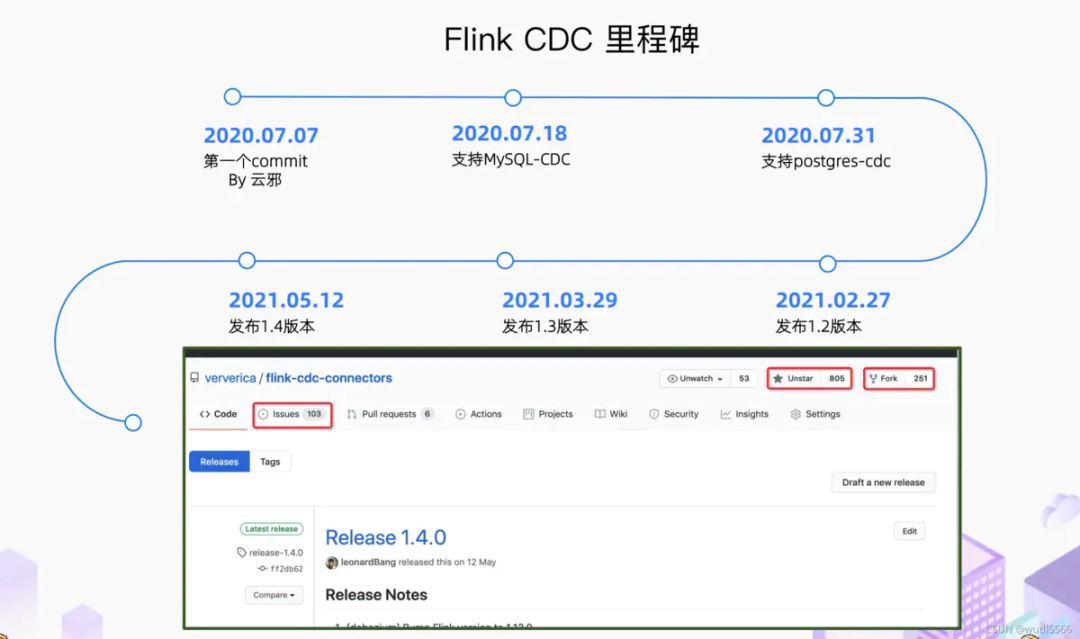 Flink CDC 里程碑
2020.07.07
第一个commit
By 云邪
2020.07.18
支持MySQL-CDC
2020.07.31
支持postgres-cdc
2021.05.12
发布1.4版本
2021.03.29
发布1.3版本
2021.02.27
发布1.2版本
ververica / flink-cdc-connectors
Unwatch 53 Unstar 805 Fork 251
Code Issues 103 Pull requests 6 Actions Projects Wiki Security Insights Settings
Releases Tags
Draft a new release
Latest release
release-1.4.0
ff2db62
Compare
Release 1.4.0
Edit
leonardBang released this on 12 May
Release Notes
CSDN @wudl5566